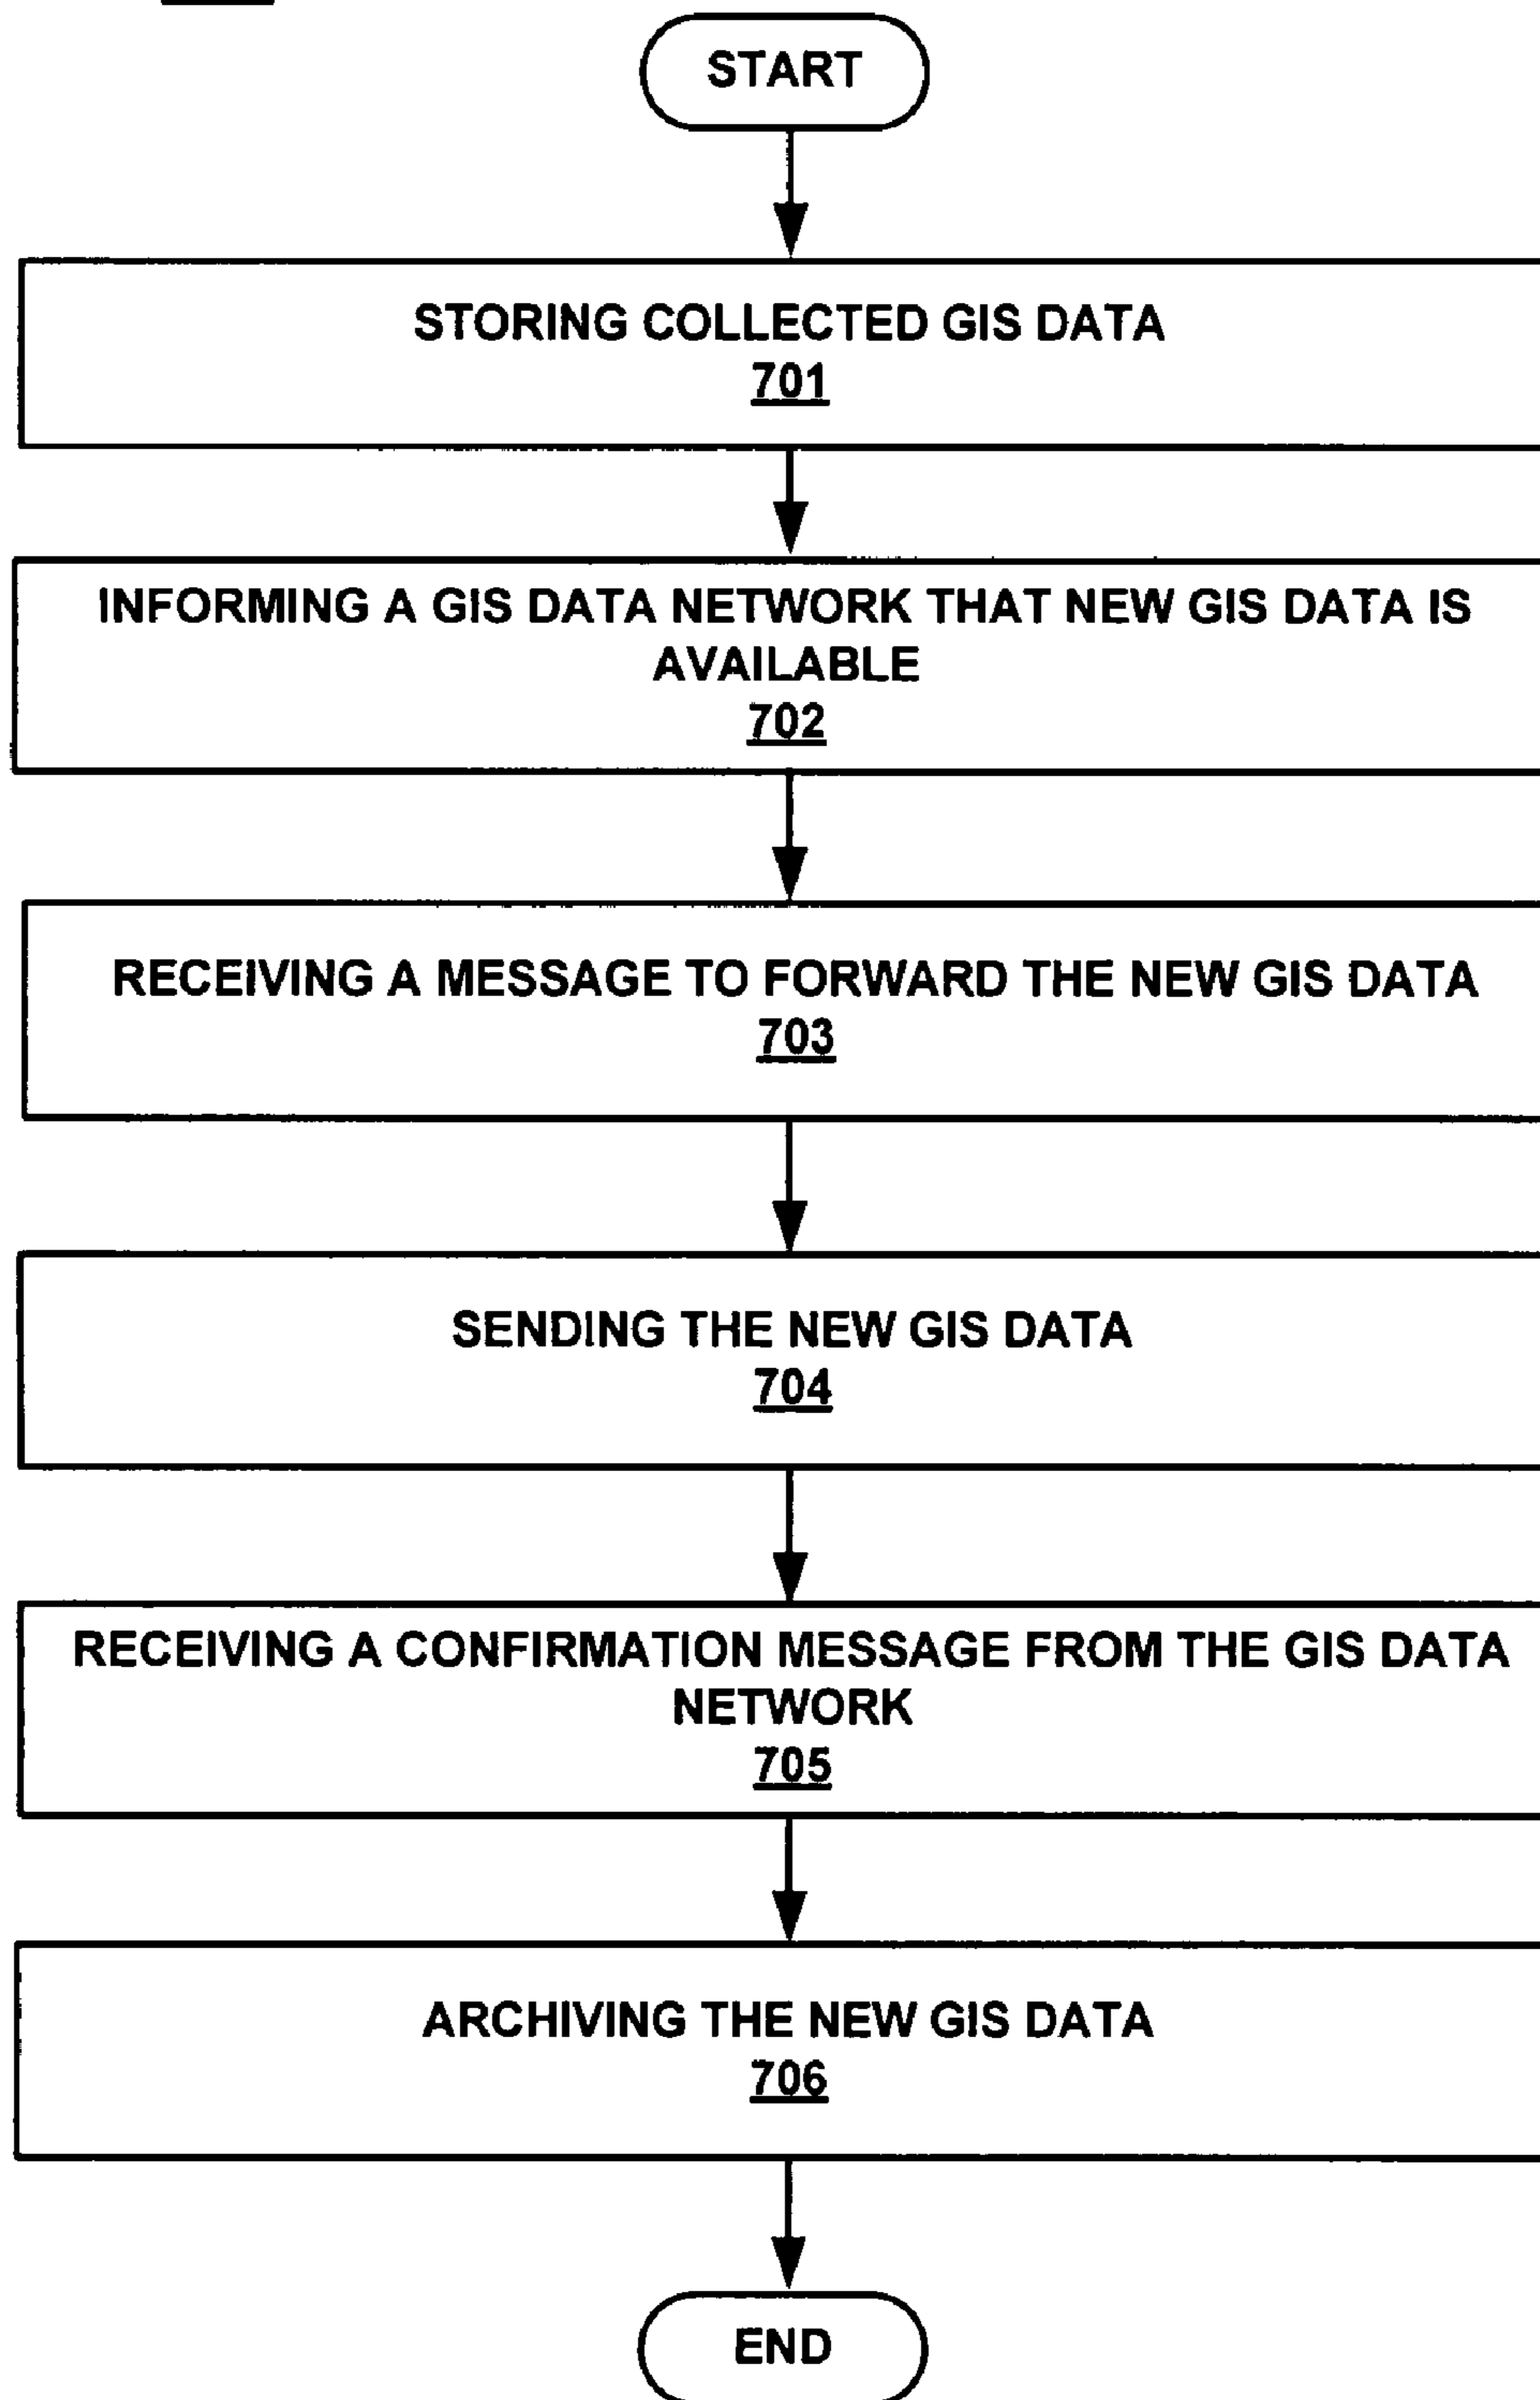 START
STORING COLLECTED GIS DATA
701
INFORMING A GIS DATA NETWORK THAT NEW GIS DATA IS
AVAILABLE
702
RECEIVING A MESSAGE TO FORWARD THE NEW GIS DATA
703
SENDING THE NEW GIS DATA
704
RECEIVING A CONFIRMATION MESSAGE FROM THE GIS DATA
NETWORK
705
ARCHIVING THE NEW GIS DATA
706
END